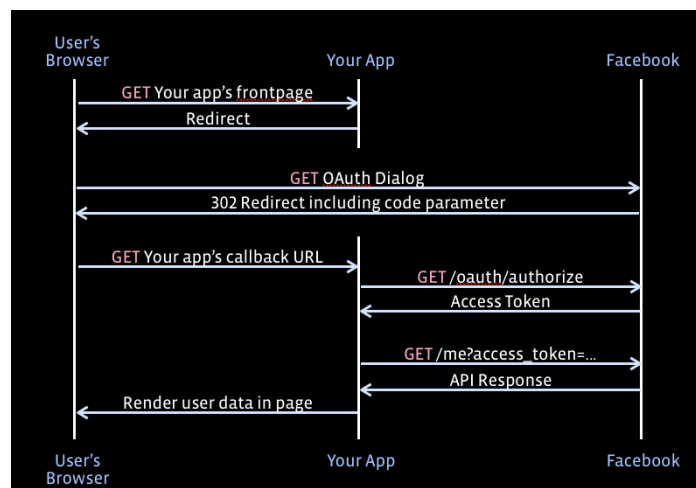 User's
Browser
Your App
Facebook
GET Your app's frontpage
Redirect
GET OAuth Dialog
302 Redirect including code parameter
GET Your app's callback URL
GET /oauth/authorize
Access Token
GET /me?access_token=...
API Response
Render user data in page
User's
Browser
Your App
Facebook